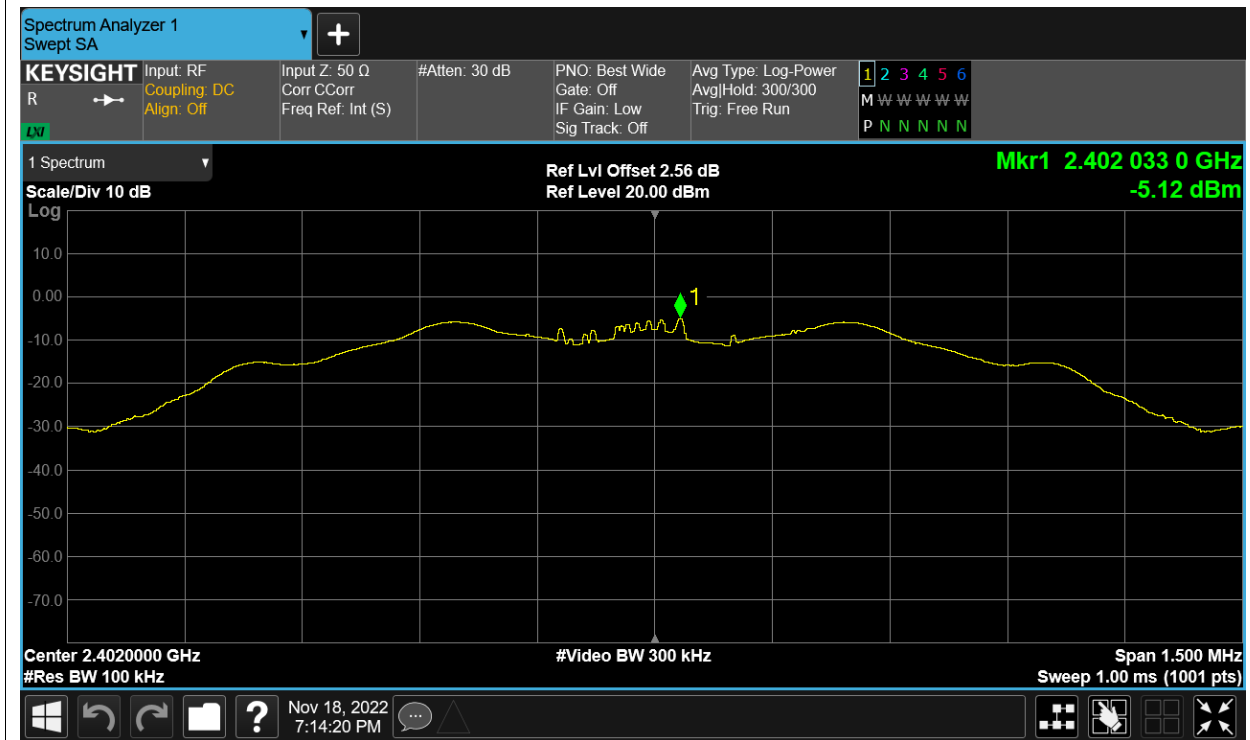 Spectrum Analyzer 1
Swept SA
KEYSIGHT
R
LXI
Input: RF
Coupling: DC
Align: Off
Input Z: 50 Ω
Corr CCorr
Freq Ref: Int (S)
#Atten: 30 dB
PNO: Best Wide
Gate: Off
IF Gain: Low
Sig Track: Off
Avg Type: Log-Power
Avg|Hold: 300/300
Trig: Free Run
1 2 3 4 5 6
M W W W W W
P N N N N N
1 Spectrum
Scale/Div 10 dB
Log
Ref Lvl Offset 2.56 dB
Ref Level 20.00 dBm
Mkr1 2.402 033 0 GHz
-5.12 dBm
10.0
0.00
1
-10.0
-20.0
-30.0
-40.0
-50.0
-60.0
-70.0
Center 2.4020000 GHz
#Res BW 100 kHz
#Video BW 300 kHz
Span 1.500 MHz
Sweep 1.00 ms (1001 pts)
?
Nov 18, 2022
7:14:20 PM